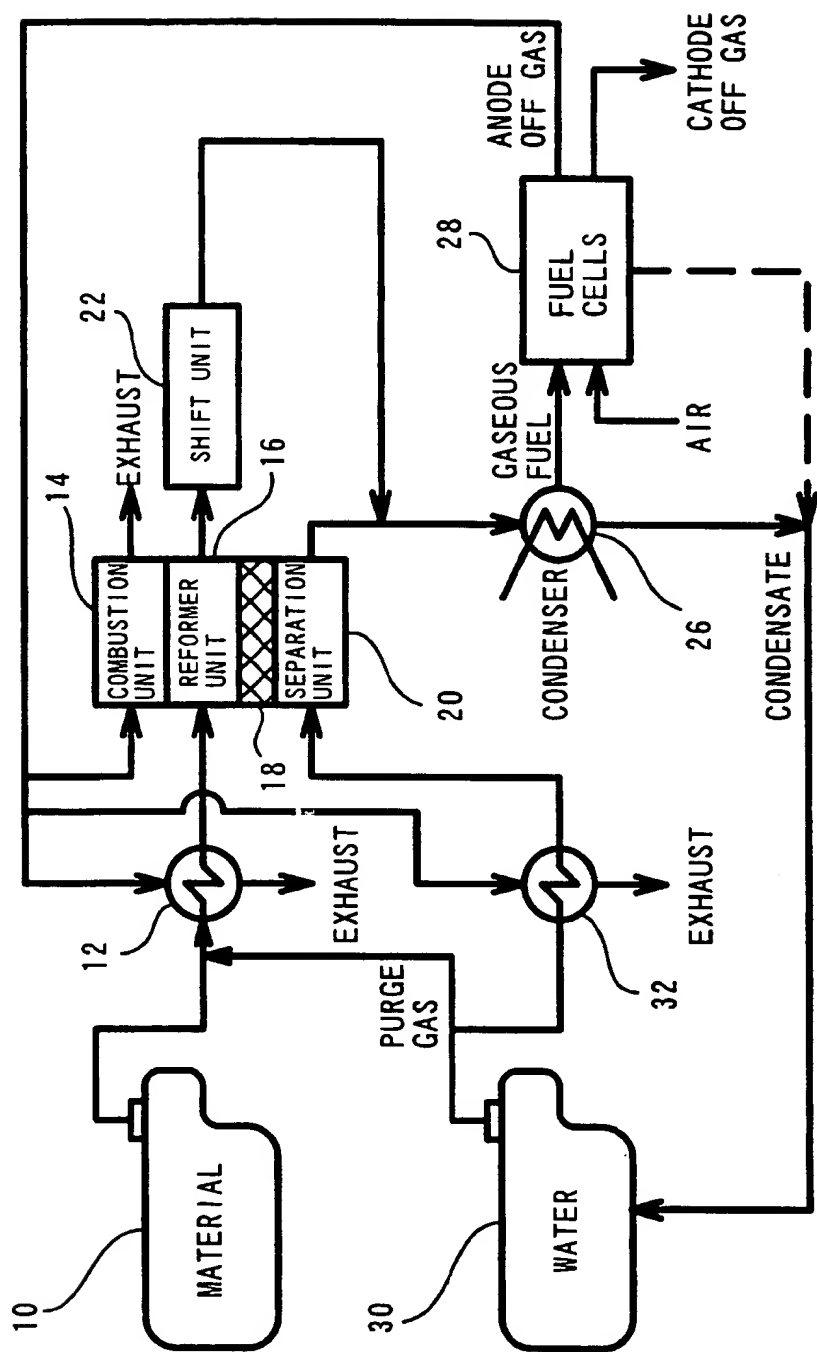 10
MATERIAL
12
EXHAUST
14
COMBUSTION
UNIT
EXHAUST
REFORMER
UNIT
16
18
SEPARATION
UNIT
20
22
SHIFT UNIT
30
WATER
PURGE
GAS
32
EXHAUST
CONDENSER
26
GASEOUS
FUEL
28
FUEL
CELLS
AIR
ANODE
OFF GAS
CATHODE
OFF GAS
CONDENSATE